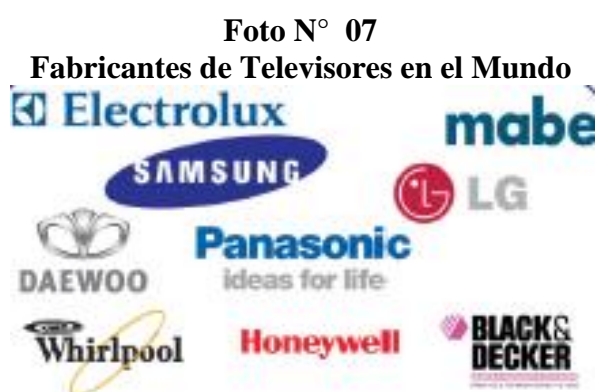 Foto N° 07
Fabricantes de Televisores en el Mundo
Electrolux
mabe
SAMSUNG
LG
DAEWOO
Panasonic
ideas for life
Whirlpool
Honeywell
BLACK&
DECKER